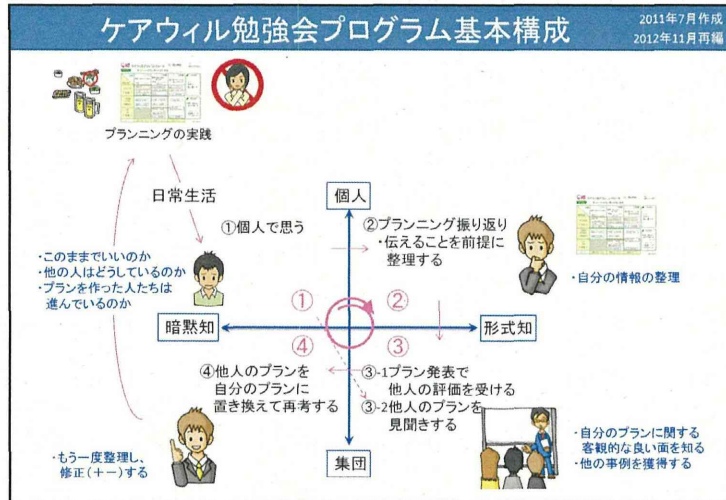 ケアウィル勉強会プログラム基本構成
2011年7月作成
2012年11月再編
プランニングの実践
日常生活
個人
①個人で思う
②プランニング振り返り
・伝えることを前提に
整理する
・このままでいいのか
・他の人はどうしているのか
・プランを作った人たちは
進んでいるのか
・自分の情報の整理
①
②
暗黙知
形式知
④
③
④他人のプランを
自分のプランに
置き換えて再考する
③-1プラン発表で
他人の評価を受ける
③-2他人のプランを
見聞きする
・もう一度整理し、
修正(+-)する
集団
・自分のプランに関する
客観的な良い面を知る
・他の事例を獲得する